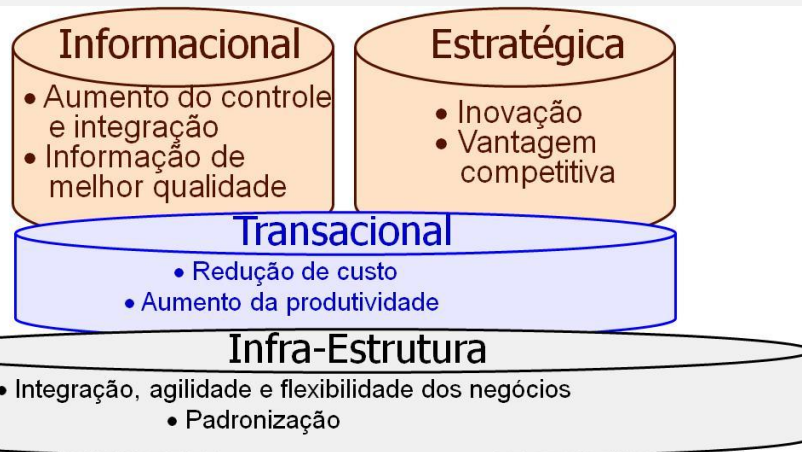 Informacional
• Aumento do controle
e integração
• Informação de
melhor qualidade
Estratégica
• Inovação
• Vantagem
competitiva
Transacional
• Redução de custo
• Aumento da produtividade
Infra-Estrutura
• Integração, agilidade e flexibilidade dos negócios
• Padronização